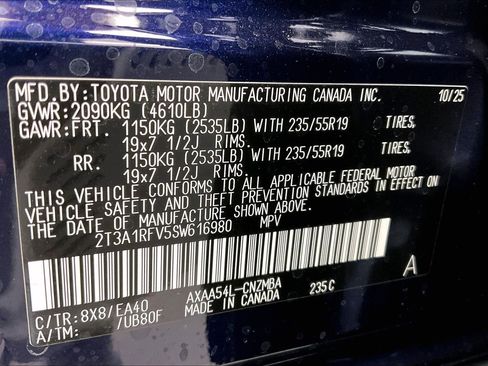 MFD. BY: TOYOTA MOTOR MANUFACTURING CANADA INC. 10/25
GVWR: 2090KG (4610LB)
GAWR: FRT. 1150KG (2535LB) WITH 235/55R19 TIRES,
19x7 1/2J RIMS.
RR. 1150KG (2535LB) WITH 235/55R19 TIRES,
19x7 1/2J RIMS.
THIS VEHICLE CONFORMS TO ALL APPLICABLE FEDERAL MOTOR
VEHICLE SAFETY AND THEFT PREVENTION STANDARDS IN EFFECT ON
THE DATE OF MANUFACTURE SHOWN ABOVE.
2T3A1RFV5SW616980 MPV
A
C/TR: 8X8/EA40 AXAA54L-CNZMBA 235C
A/TM: /UB80F MADE IN CANADA